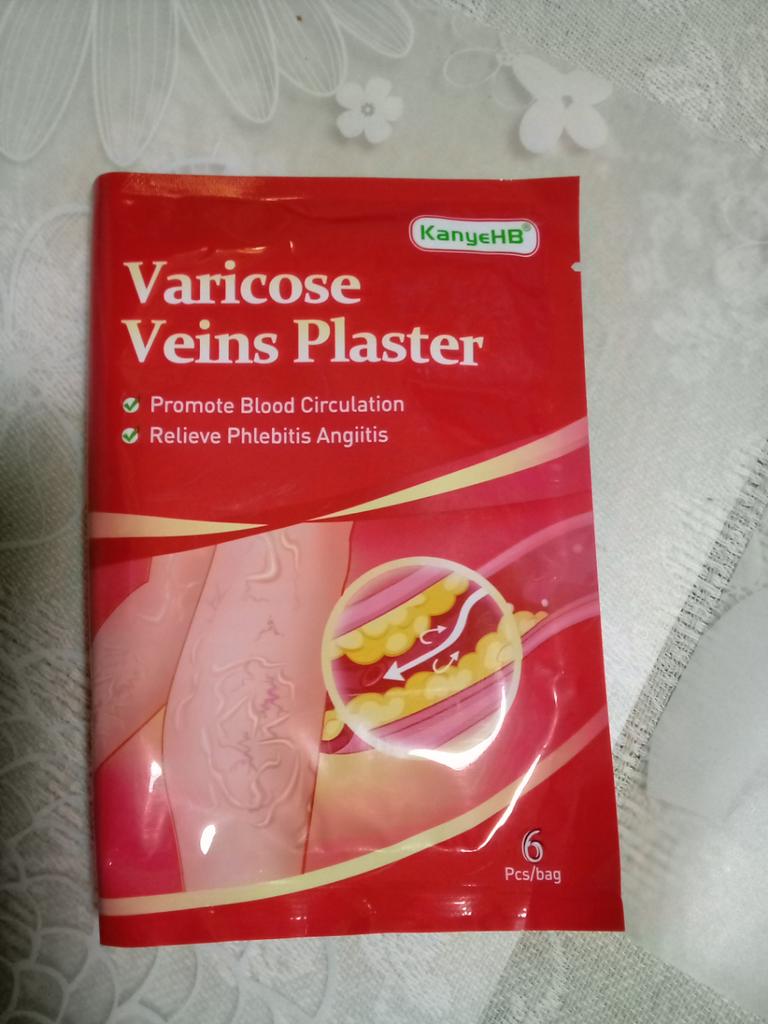 KanyeHB®
Varicose
Veins Plaster
Promote Blood Circulation
Relieve Phlebitis Angiitis
6
Pcs/bag